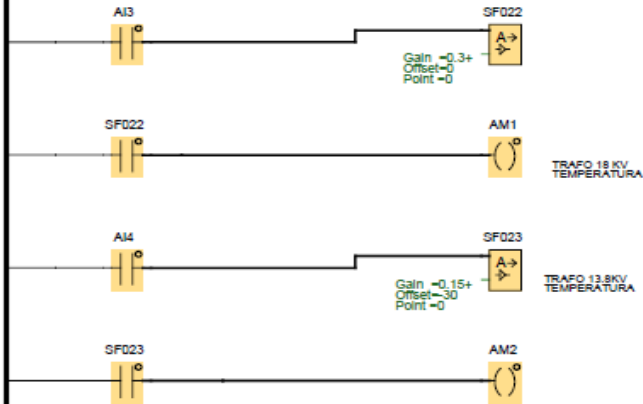 AI3
SF022
Gain =0.3+
Offset=0
Point =0
SF022
AM1
TRAFO 18 KV
TEMPERATURA
AI4
SF023
Gain =0.15+
Offset=-30
Point =0
TRAFO 13.8KV
TEMPERATURA
SF023
AM2